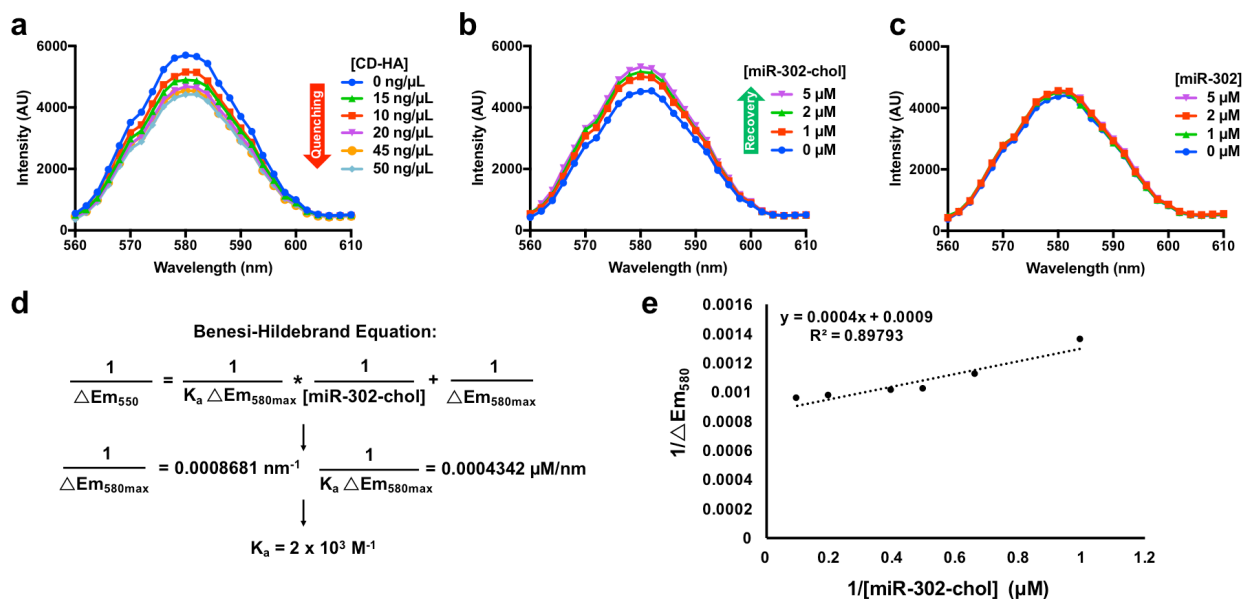 a
6000
4000
2000
0
Intensity (AU)
560 570 580 590 600 610
Wavelength (nm)
[CD-HA]
0 ng/µL
15 ng/µL
10 ng/µL
20 ng/µL
45 ng/µL
50 ng/µL
Quenching
b
6000
4000
2000
0
Intensity (AU)
560 570 580 590 600 610
Wavelength (nm)
[miR-302-chol]
5 µM
2 µM
1 µM
0 µM
Recovery
c
6000
4000
2000
0
Intensity (AU)
560 570 580 590 600 610
Wavelength (nm)
[miR-302]
5 µM
2 µM
1 µM
0 µM
d
Benesi-Hildebrand Equation:
1/△Em₅₅₀ = 1/Kₐ △Em₅₈₀ₘₐₓ * 1/[miR-302-chol] + 1/△Em₅₈₀ₘₐₓ
1/△Em₅₈₀ₘₐₓ = 0.0008681 nm⁻¹ 1/Kₐ △Em₅₈₀ₘₐₓ = 0.0004342 µM/nm
Kₐ = 2 x 10³ M⁻¹
e
y = 0.0004x + 0.0009
R² = 0.89793
0.0016
0.0014
0.0012
0.001
0.0008
0.0006
0.0004
0.0002
0
1/△Em₅₈₀
0 0.2 0.4 0.6 0.8 1 1.2
1/[miR-302-chol] (µM)